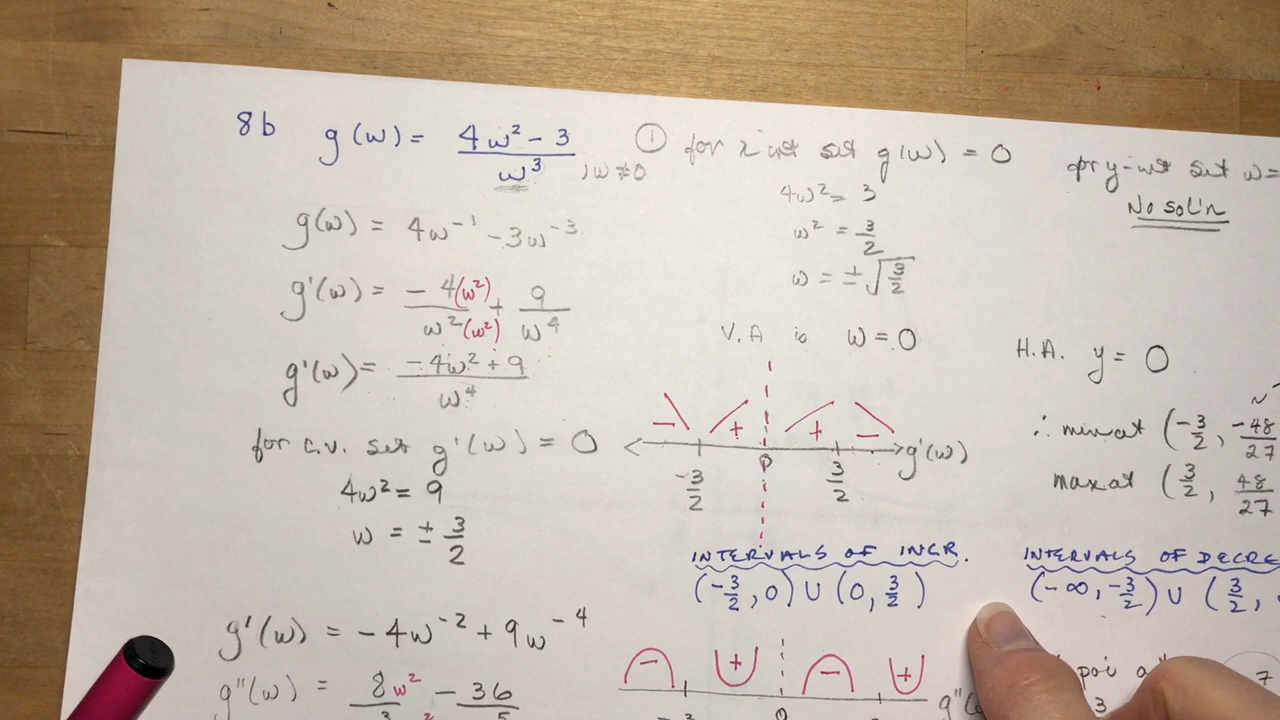 8b g(w) = 4w² - 3 / w³ , w ≠ 0
g(w) = 4w⁻¹ - 3w⁻³
g'(w) = - 4(w²) / w²(w²) + 9 / w⁴
g'(w) = -4w² + 9 / w⁴
for c.v. set g'(w) = 0
4w² = 9
w = ± 3/2
g'(w) = -4w⁻² + 9w⁻⁴
g"(w) = 8w² - 36
① for x int set g(w) = 0
4w² = 3
w² = 3/2
w = ± √3/2
V.A is w = 0
- + + - g'(w)
-3/2 0 3/2
INTERVALS OF INCR.
(-3/2, 0) ∪ (0, 3/2)
- + - +
0
y-int set w =
No sol'n
H.A. y = 0
∴ min at (-3/2, -48/27
max at (3/2, 48/27
INTERVALS OF DECRE
(-∞, -3/2) ∪ (3/2,
poi